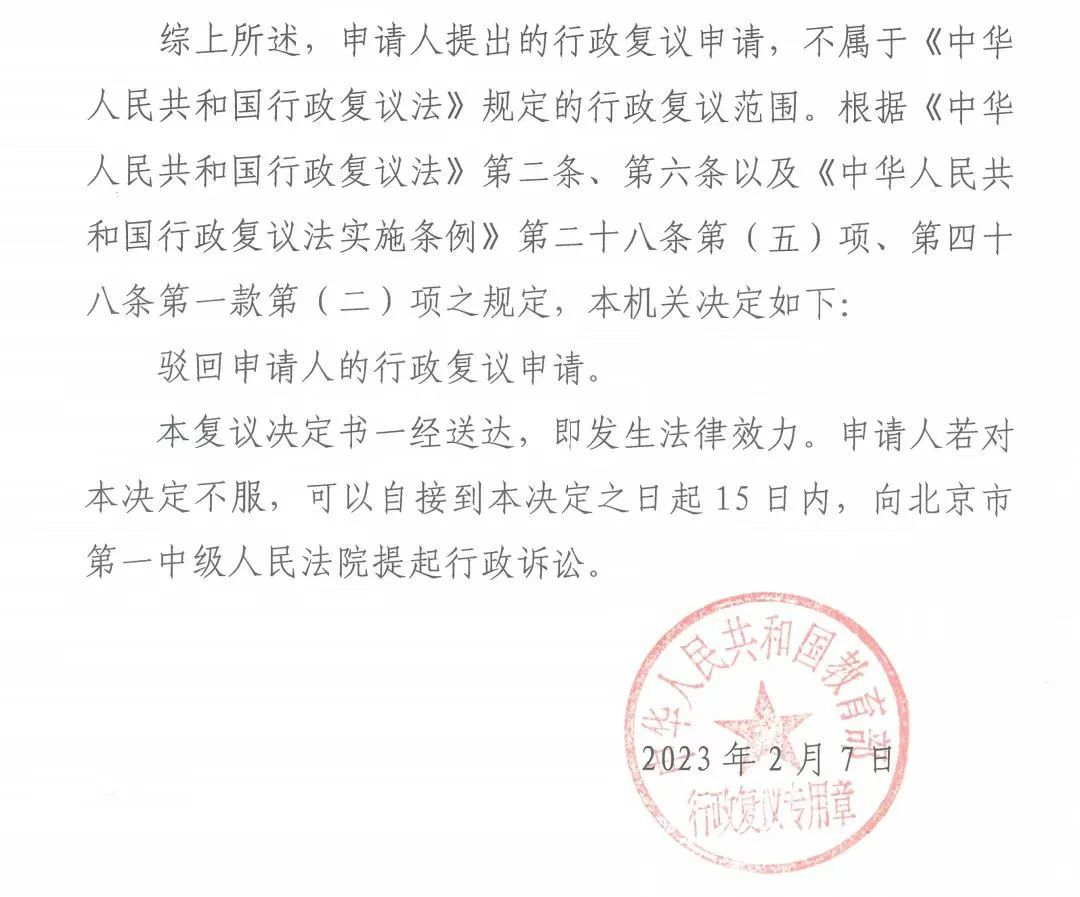 综上所述，申请人提出的行政复议申请，不属于《中华
人民共和国行政复议法》规定的行政复议范围。根据《中华
人民共和国行政复议法》第二条、第六条以及《中华人民共
和国行政复议法实施条例》第二十八条第（五）项、第四十
八条第一款第（二）项之规定，本机关决定如下：
驳回申请人的行政复议申请。
本复议决定书一经送达，即发生法律效力。申请人若对
本决定不服，可以自接到本决定之日起 15 日内，向北京市
第一中级人民法院提起行政诉讼。
中华人民共和国教育部
2023 年 2 月 7 日
行政复议专用章